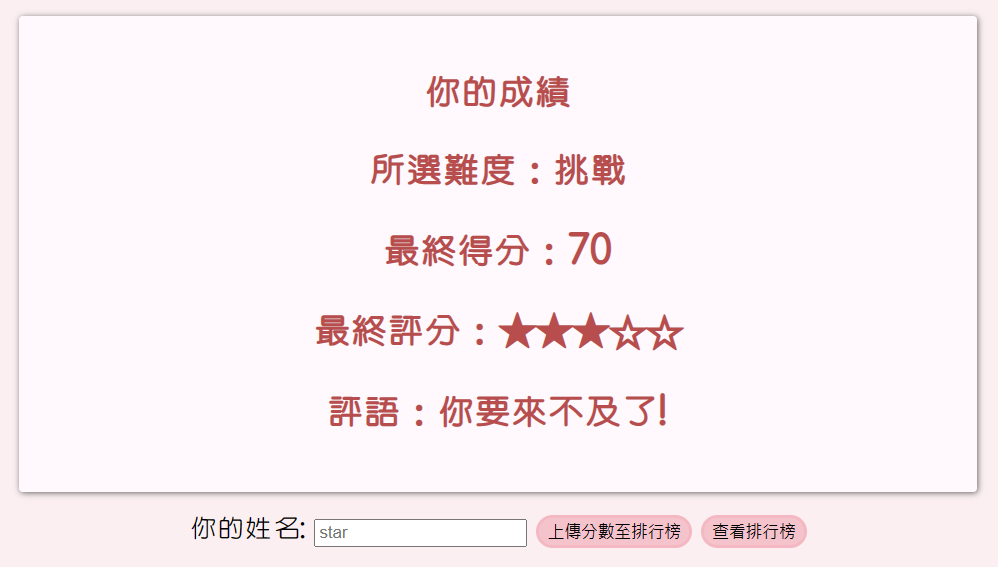 你的成績
所選難度：挑戰
最終得分：70
最終評分：★★★☆☆
評語：你要來不及了!
你的姓名: star 上傳分數至排行榜 查看排行榜